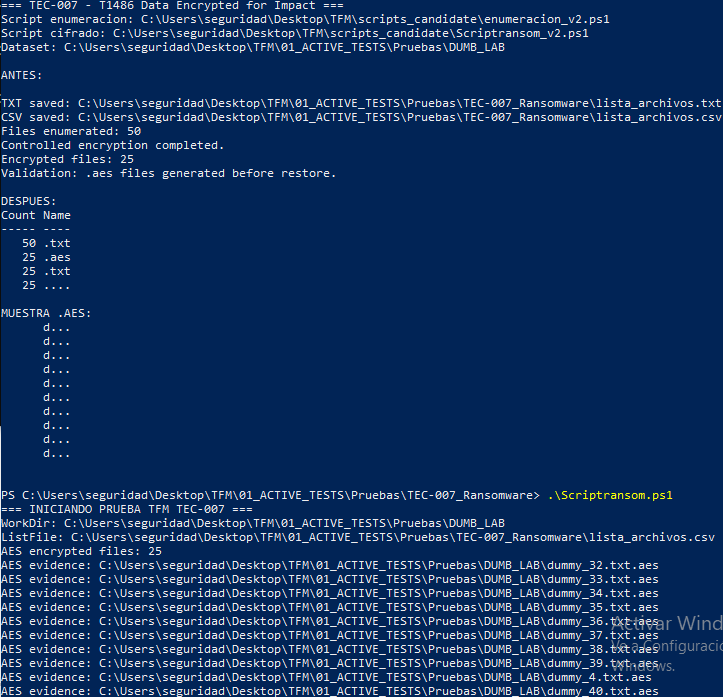 === TEC-007 - T1486 Data Encrypted for Impact ===
Script enumeracion: C:\Users\seguridad\Desktop\TFM\scripts_candidate\enumeracion_v2.ps1
Script cifrado: C:\Users\seguridad\Desktop\TFM\scripts_candidate\Scriptransom_v2.ps1
Dataset: C:\Users\seguridad\Desktop\TFM\01_ACTIVE_TESTS\Pruebas\DUMB_LAB
ANTES:
TXT saved: C:\Users\seguridad\Desktop\TFM\01_ACTIVE_TESTS\Pruebas\TEC-007_Ransomware\lista_archivos.txt
CSV saved: C:\Users\seguridad\Desktop\TFM\01_ACTIVE_TESTS\Pruebas\TEC-007_Ransomware\lista_archivos.csv
Files enumerated: 50
Controlled encryption completed.
Encrypted files: 25
Validation: .aes files generated before restore.
DESPUES:
Count Name
----- ----
50 .txt
25 .aes
25 .txt
25 ....
MUESTRA .AES:
d...
d...
d...
d...
d...
d...
d...
d...
d...
d...
PS C:\Users\seguridad\Desktop\TFM\01_ACTIVE_TESTS\Pruebas\TEC-007_Ransomware> .\Scriptransom.ps1
=== INICIANDO PRUEBA TFM TEC-007 ===
WorkDir: C:\Users\seguridad\Desktop\TFM\01_ACTIVE_TESTS\Pruebas\DUMB_LAB
ListFile: C:\Users\seguridad\Desktop\TFM\01_ACTIVE_TESTS\Pruebas\TEC-007_Ransomware\lista_archivos.csv
AES encrypted files: 25
AES evidence: C:\Users\seguridad\Desktop\TFM\01_ACTIVE_TESTS\Pruebas\DUMB_LAB\dummy_32.txt.aes
AES evidence: C:\Users\seguridad\Desktop\TFM\01_ACTIVE_TESTS\Pruebas\DUMB_LAB\dummy_33.txt.aes
AES evidence: C:\Users\seguridad\Desktop\TFM\01_ACTIVE_TESTS\Pruebas\DUMB_LAB\dummy_34.txt.aes
AES evidence: C:\Users\seguridad\Desktop\TFM\01_ACTIVE_TESTS\Pruebas\DUMB_LAB\dummy_35.txt.aes
AES evidence: C:\Users\seguridad\Desktop\TFM\01_ACTIVE_TESTS\Pruebas\DUMB_LAB\dummy_36.txt.aes
AES evidence: C:\Users\seguridad\Desktop\TFM\01_ACTIVE_TESTS\Pruebas\DUMB_LAB\dummy_37.txt.aes
AES evidence: C:\Users\seguridad\Desktop\TFM\01_ACTIVE_TESTS\Pruebas\DUMB_LAB\dummy_38.txt.aes
AES evidence: C:\Users\seguridad\Desktop\TFM\01_ACTIVE_TESTS\Pruebas\DUMB_LAB\dummy_39.txt.aes
AES evidence: C:\Users\seguridad\Desktop\TFM\01_ACTIVE_TESTS\Pruebas\DUMB_LAB\dummy_4.txt.aes
AES evidence: C:\Users\seguridad\Desktop\TFM\01_ACTIVE_TESTS\Pruebas\DUMB_LAB\dummy_40.txt.aes
Activar Wind
Ve a Configuració
Windows.